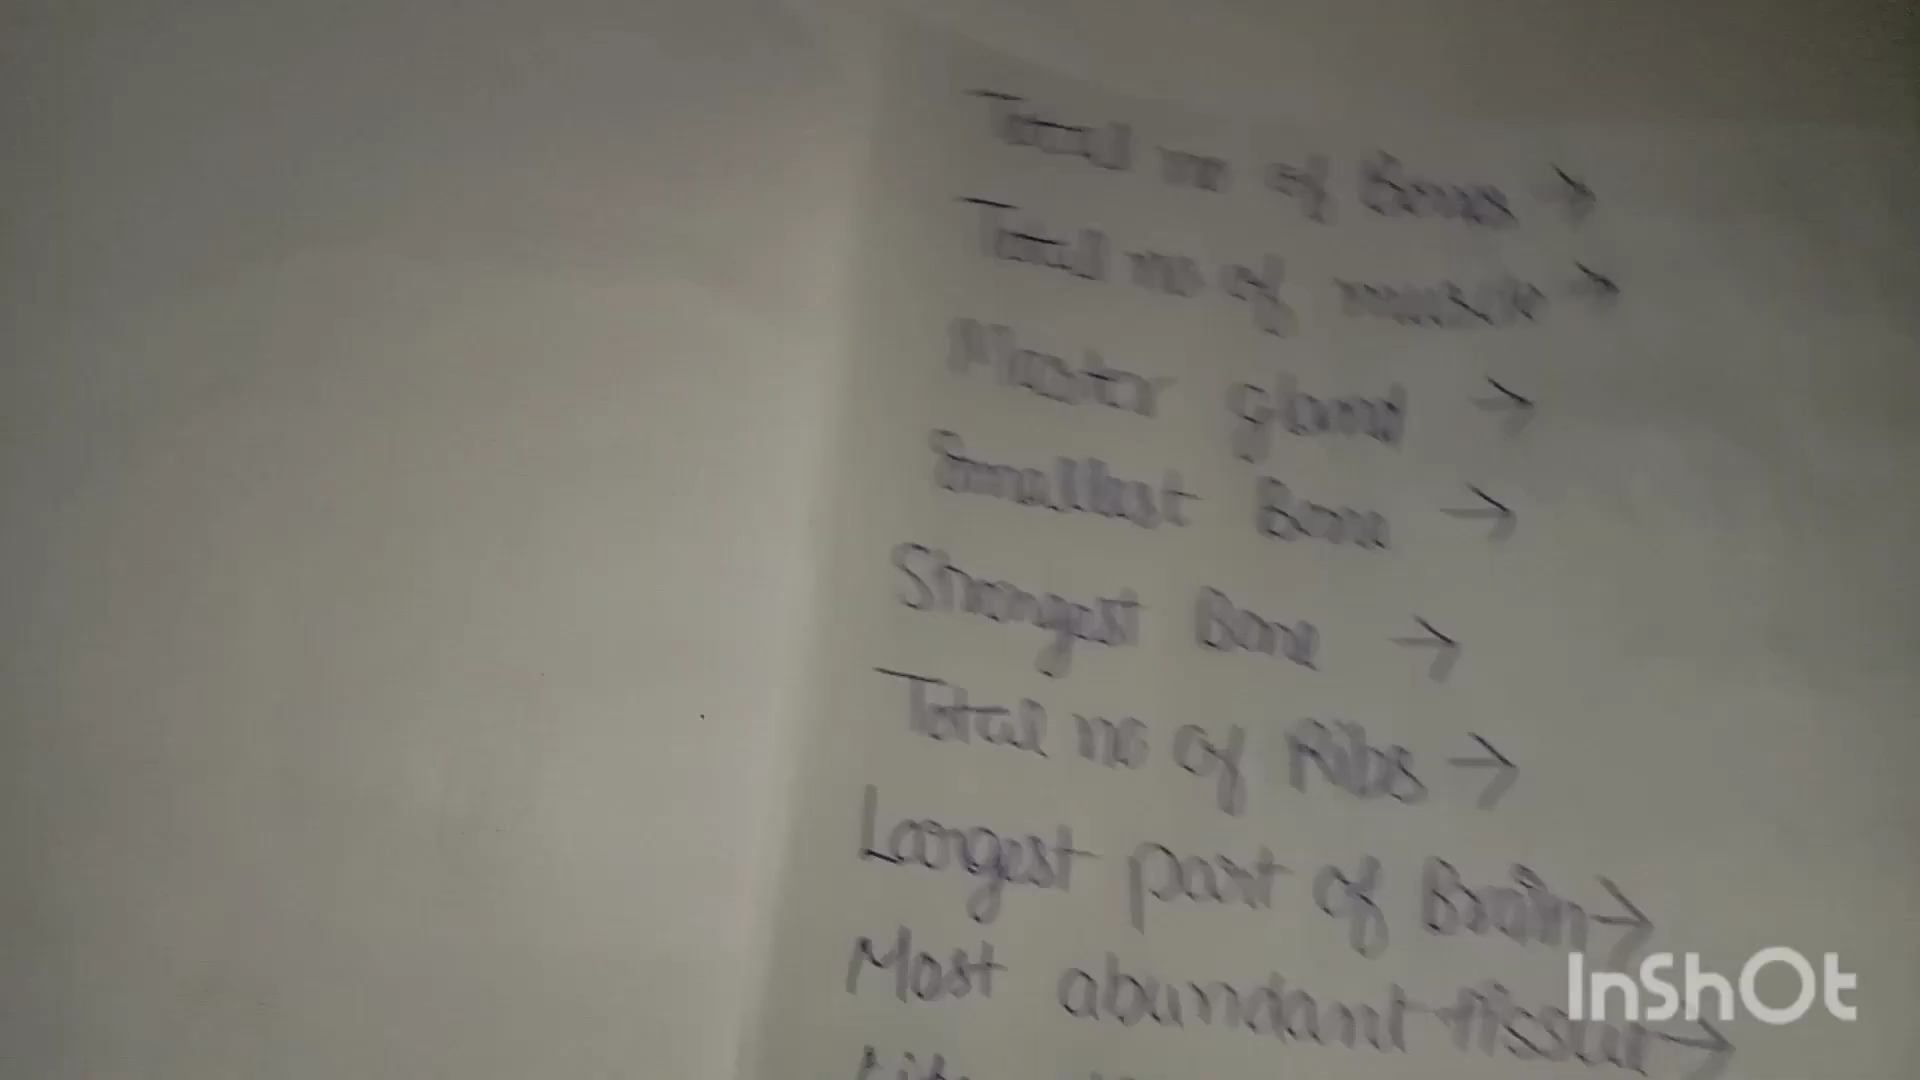 Total no of Bones →
Total no of muscle →
Master gland →
Smallest Bone →
Strongest Bone →
Total no of Ribs →
Largest part of Brain →
Most abundant tissue →
InShOt